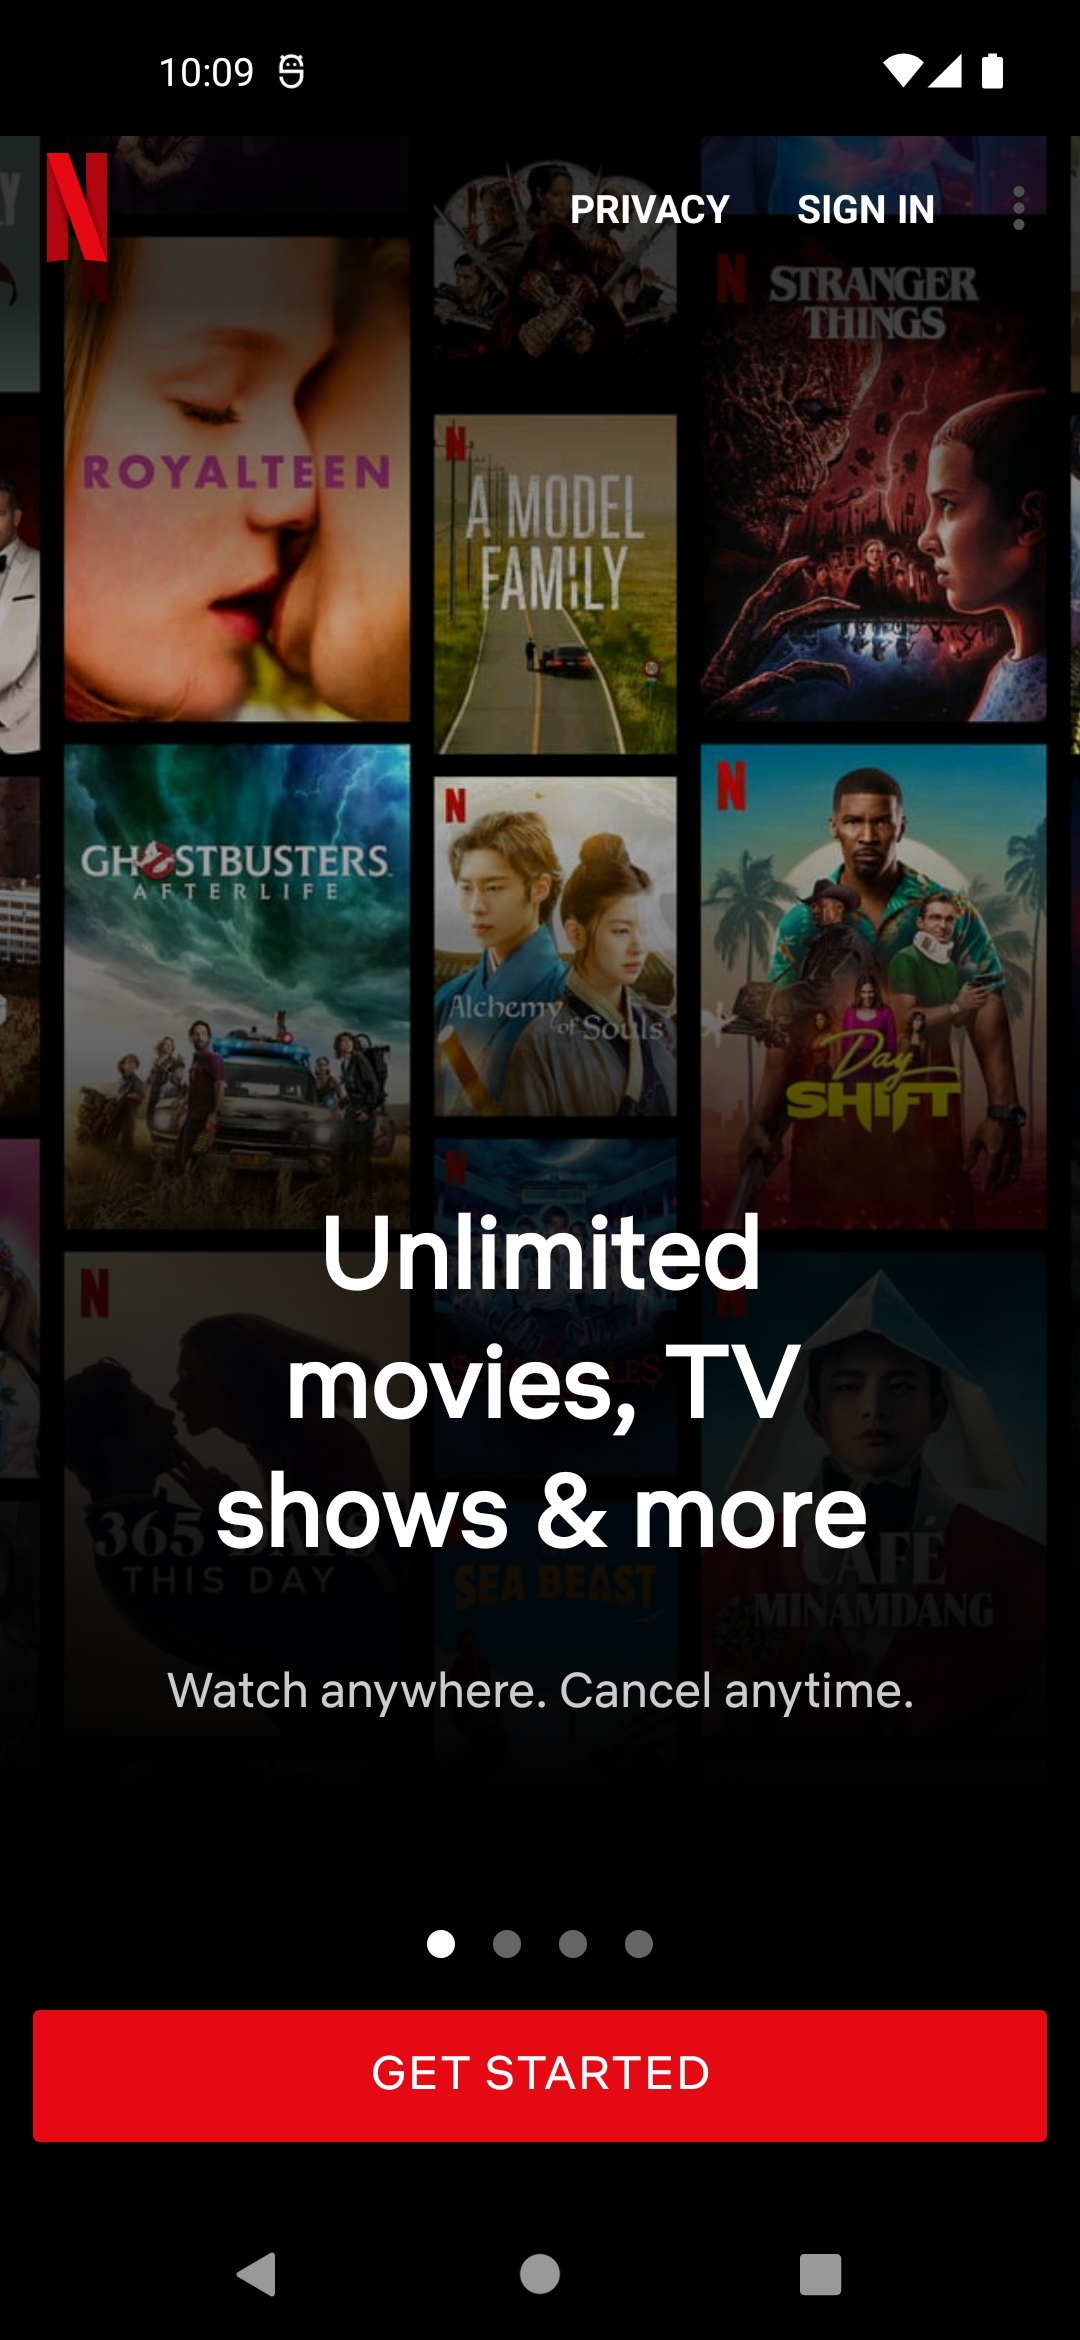 10:09
PRIVACY SIGN IN
STRANGER
THINGS
ROYALTEEN
A MODEL
FAMILY
GHOSTBUSTERS
AFTERLIFE
Alchemy
of Souls
Day
SHIFT
Unlimited
movies, TV
shows & more
365 DAYS
THIS DAY
SEA BEAST
CAFÉ
MINAMDANG
Watch anywhere. Cancel anytime.
GET STARTED